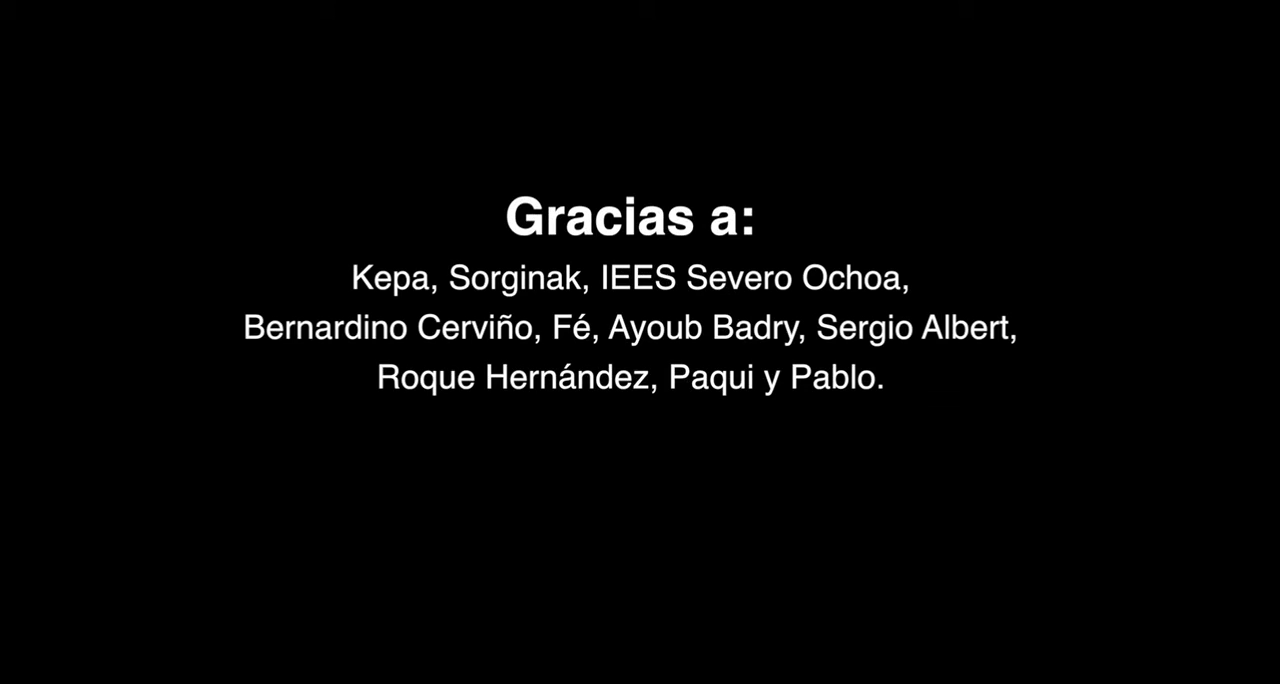 Gracias a:
Kepa, Sorginak, IEES Severo Ochoa,
Bernardino Cerviño, Fé, Ayoub Badry, Sergio Albert,
Roque Hernández, Paqui y Pablo.